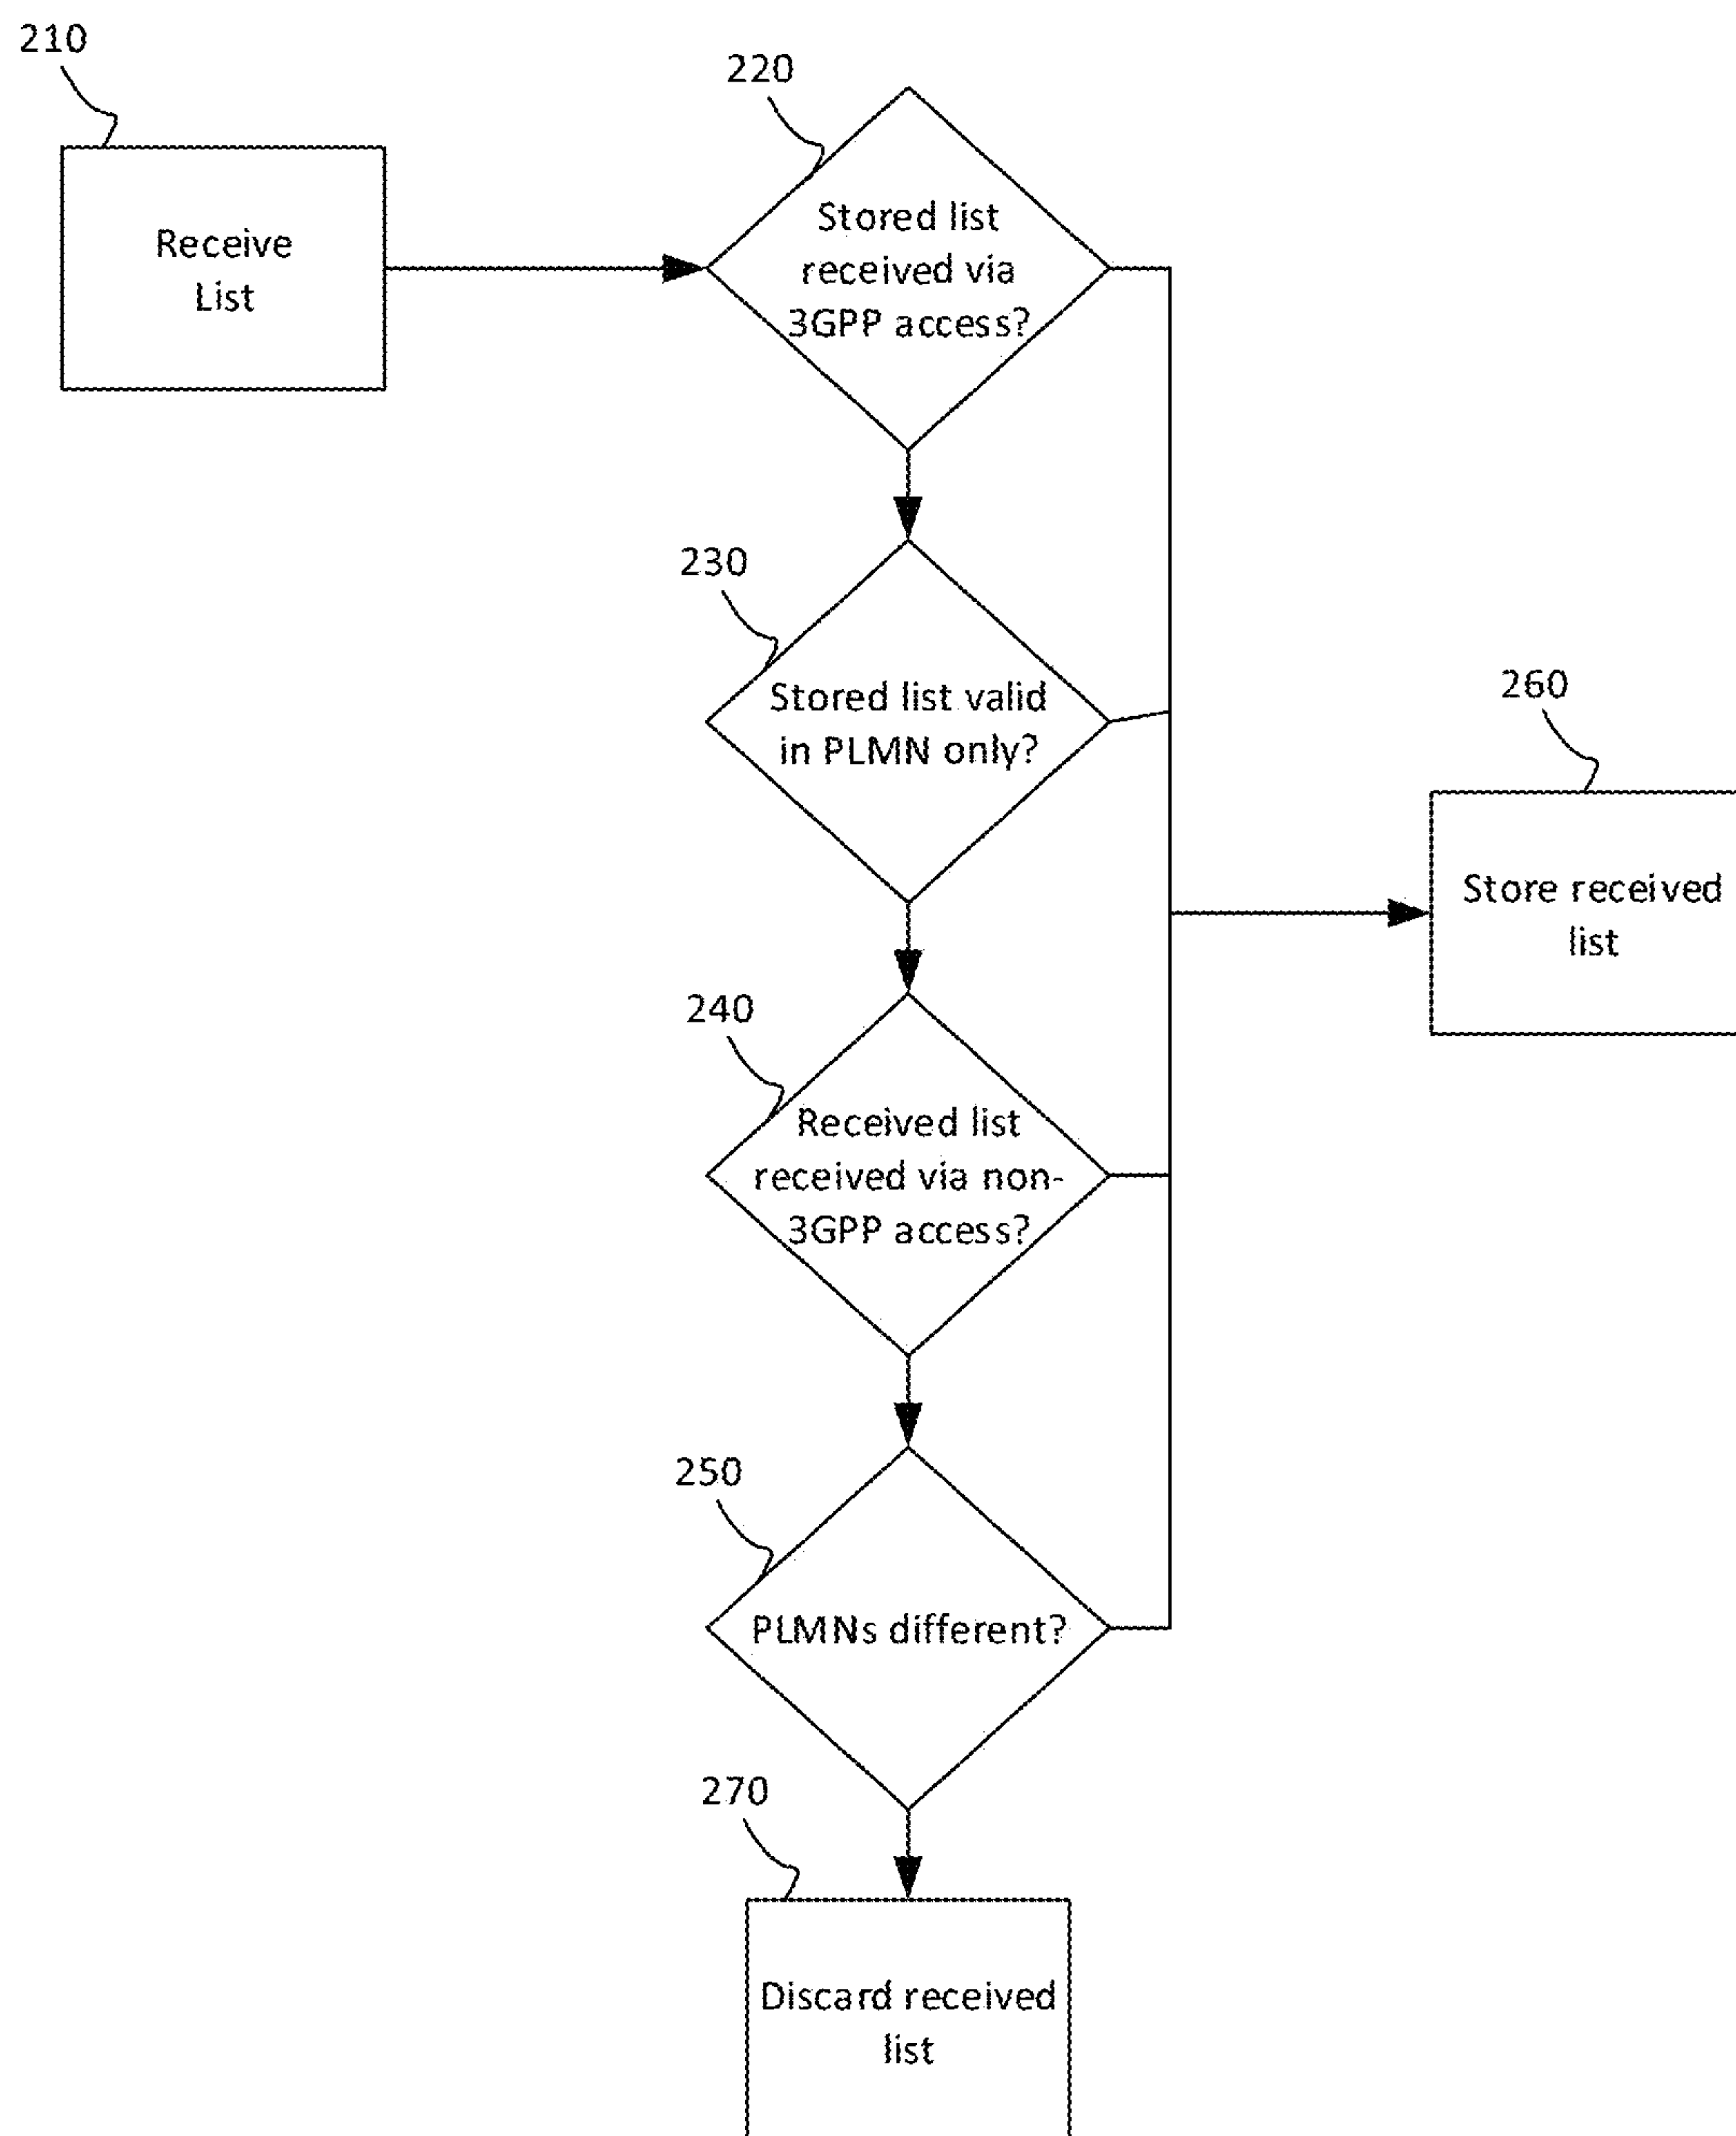 210
Receive
List
220
Stored list
received via
3GPP access?
230
Stored list valid
in PLMN only?
260
Store received
list
240
Received list
received via non-
3GPP access?
250
PLMNs different?
270
Discard received
list